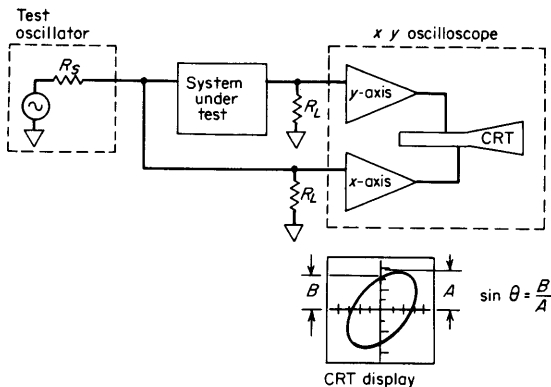 Test
oscillator
x y oscilloscope
R_S
System
under
test
R_L
y-axis
CRT
R_L
x-axis
B
A
sin θ = B/A
CRT display